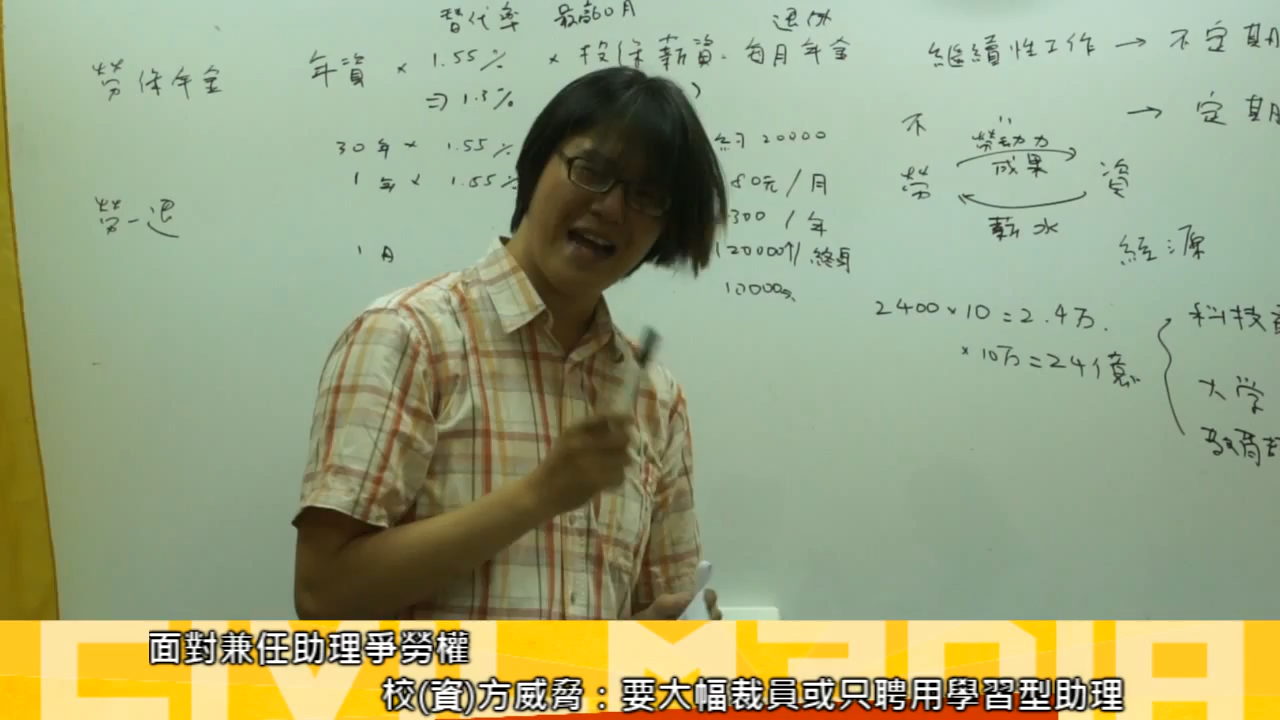 替代率 最高60月 退休
勞保年金 年資 × 1.55% × 投保薪資 = 每月年金
⇒ 1.3%
30年 × 1.55% 約 20000
1年 × 1.55% 80元/月
300 /年
勞-退 1月 120000↑/終身
繼續性工作 → 不定期
→ 定期
不
勞 勞動力 資
成果
薪水
經源
2400 × 10 = 2.4万.
× 10万 = 24億
科技
大学
教育
CIVILMEDIA
面對兼任助理爭勞權
校(資)方威脅：要大幅裁員或只聘用學習型助理